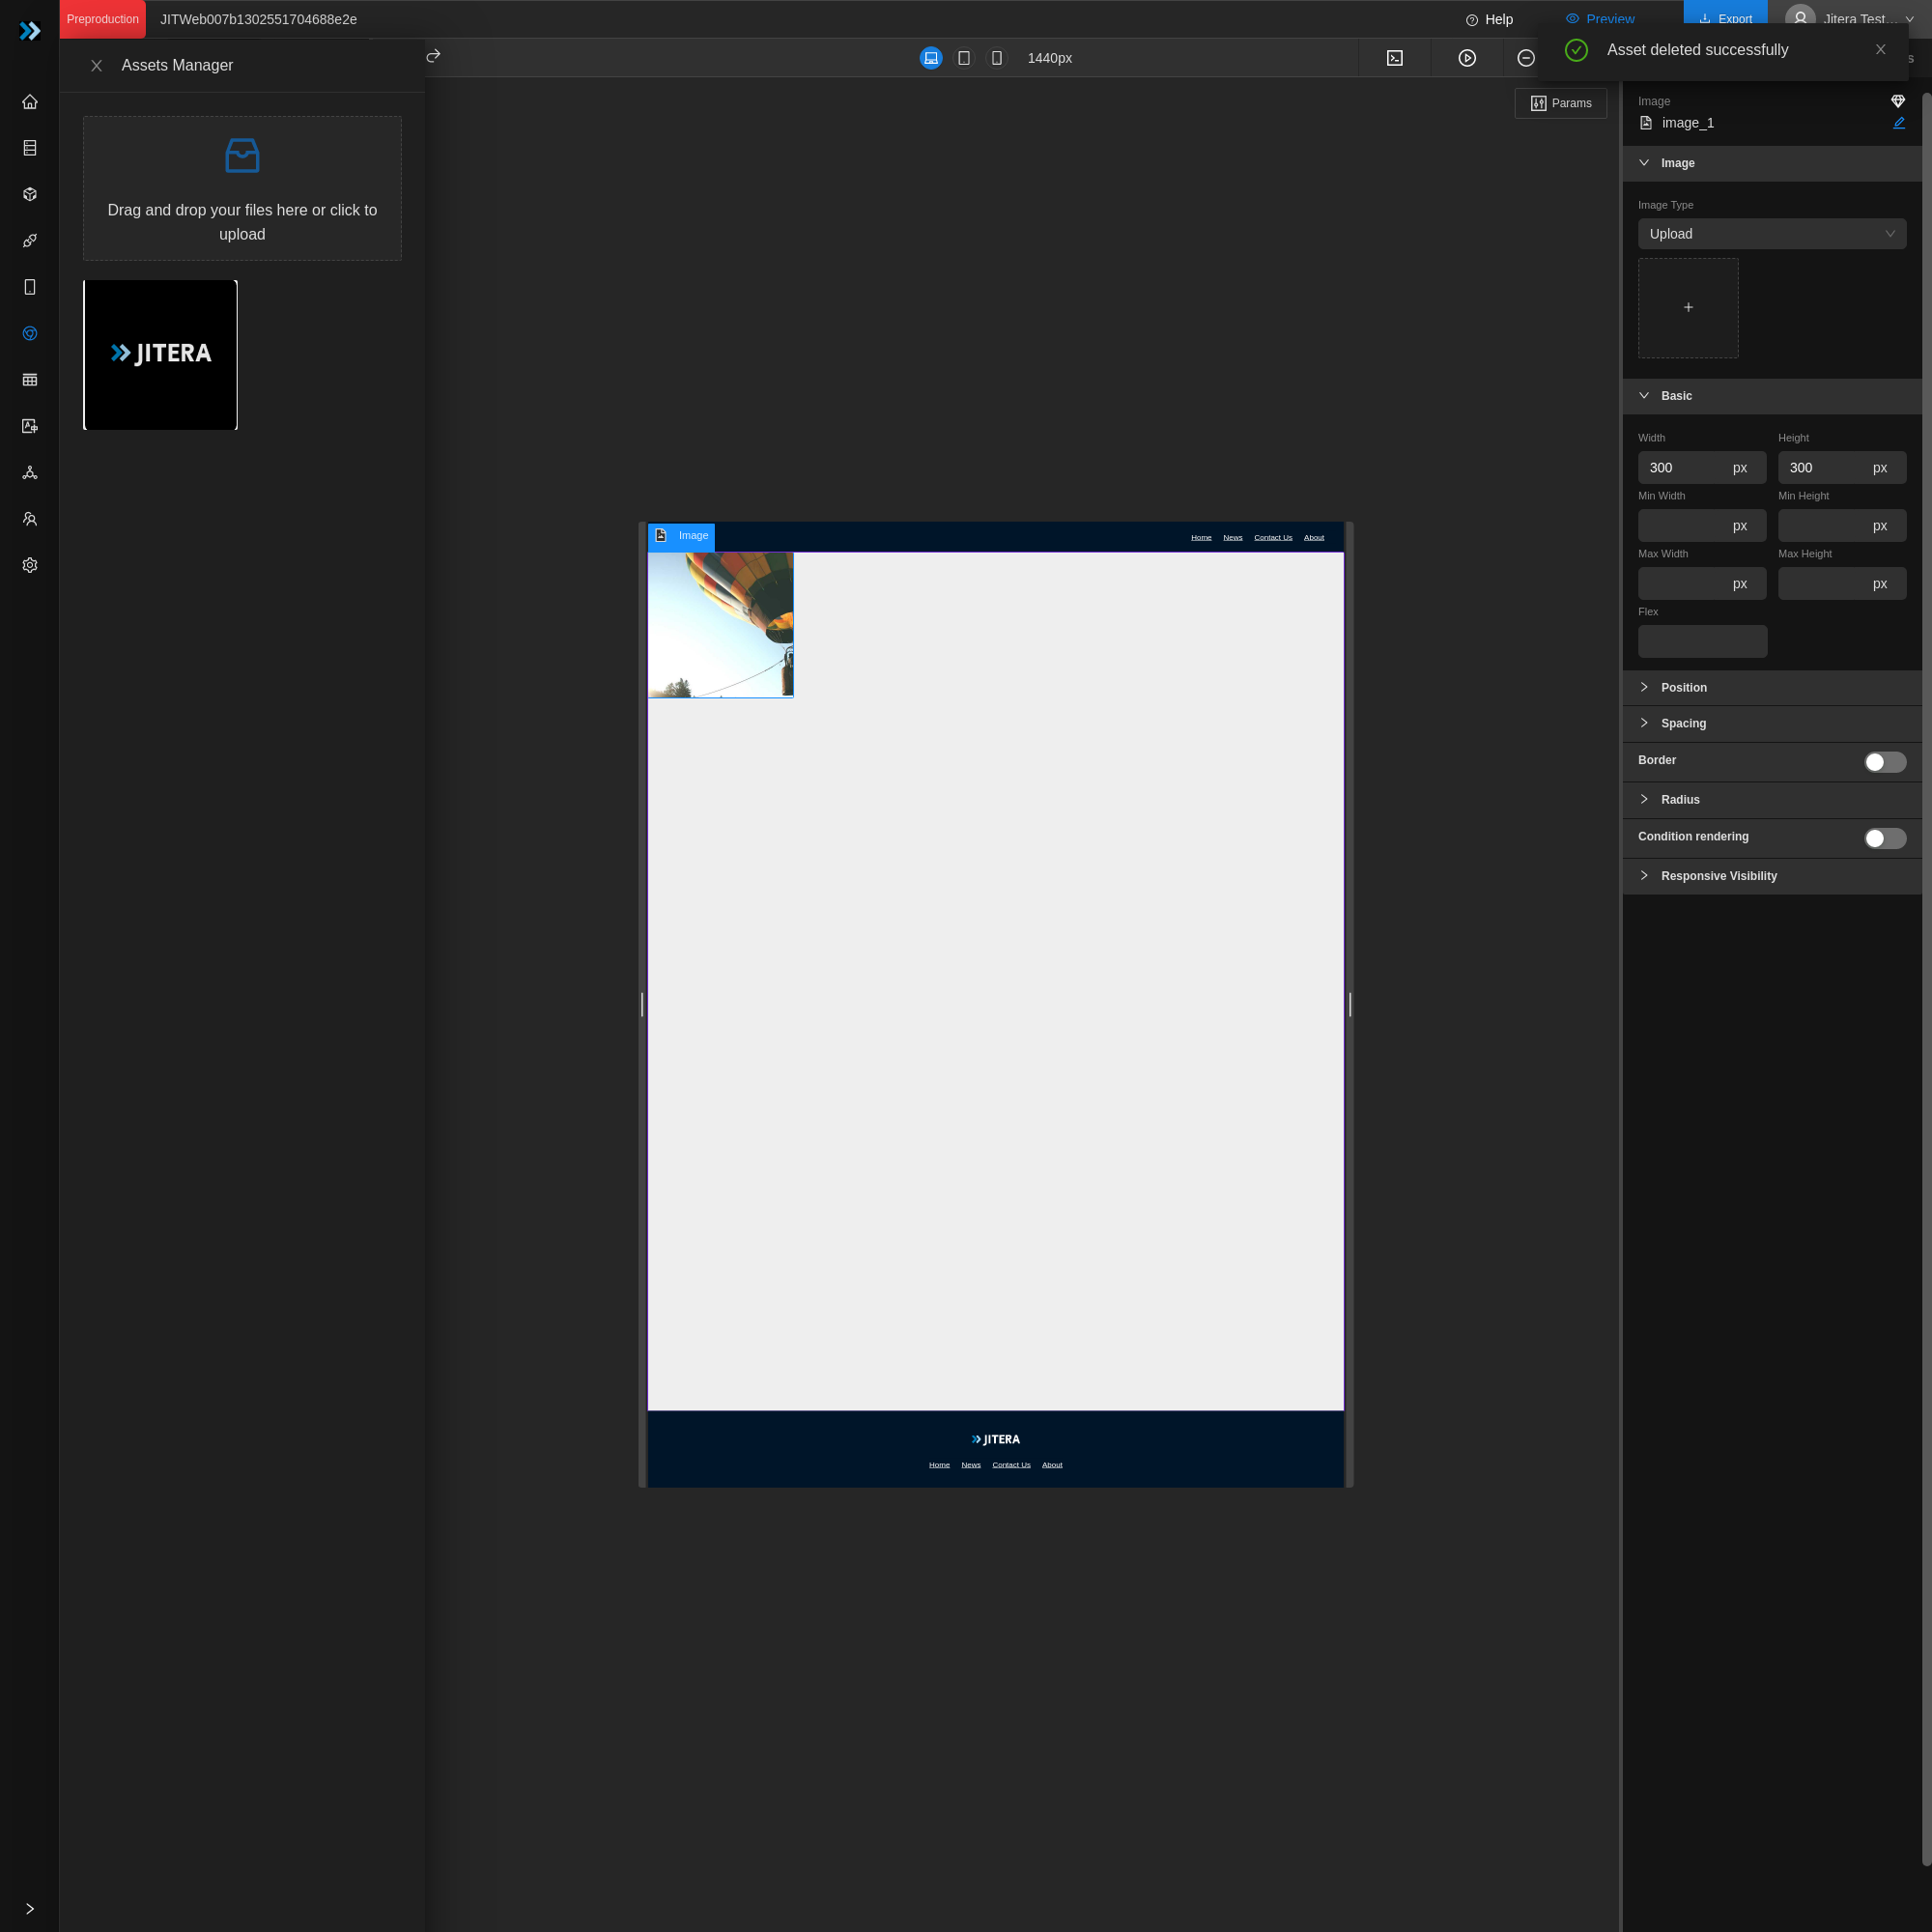 Preproduction
JITWeb007b1302551704688e2e
Help
Preview
Export
Jitera Test...
Asset deleted successfully
Assets Manager
1440px
Params
Drag and drop your files here or click to
upload
JITERA
Image
image_1
Image
Image Type
Upload
Basic
Width
Height
300 px
300 px
Min Width
Min Height
px
px
Max Width
Max Height
px
px
Flex
Position
Spacing
Border
Radius
Condition rendering
Responsive Visibility
Image
Home News Contact Us About
JITERA
Home News Contact Us About